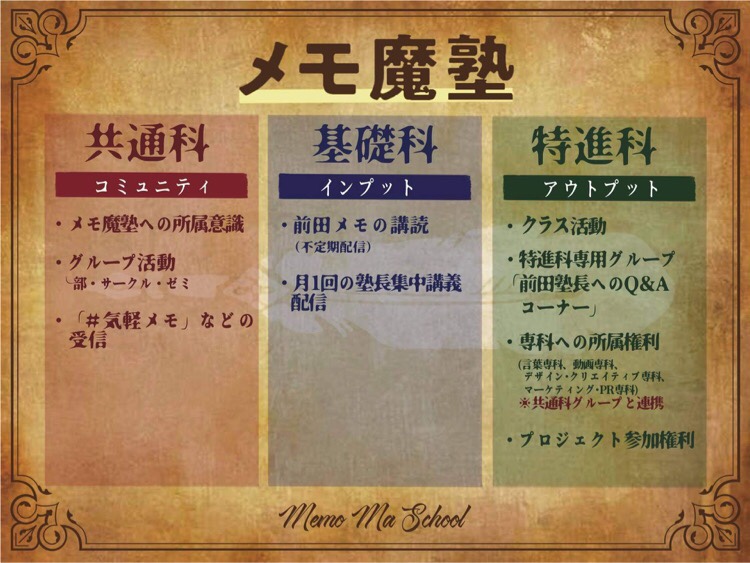 メモ魔塾
共通科
コミュニティ
・メモ魔塾への所属意識
・グループ活動
└部・サークル・ゼミ
・「#気軽メモ」などの
受信
基礎科
インプット
・前田メモの講読
（不定期配信）
・月1回の塾長集中講義
配信
特進科
アウトプット
・クラス活動
・特進科専用グループ
「前田塾長へのQ&A
コーナー」
・専科への所属権利
(言葉専科、動画専科、
デザイン・クリエイティブ専科、
マーケティング・PR専科)
※共通科グループと連携
・プロジェクト参加権利
Memo Ma School